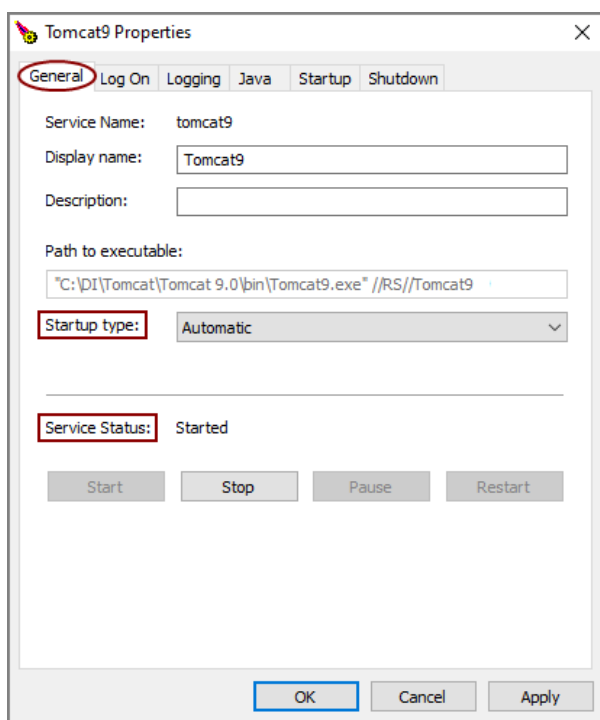 Tomcat9 Properties
General Log On Logging Java Startup Shutdown
Service Name: tomcat9
Display name: Tomcat9
Description:
Path to executable:
"C:\DI\Tomcat\Tomcat 9.0\bin\Tomcat9.exe" //RS//Tomcat9
Startup type: Automatic
Service Status: Started
Start Stop Pause Restart
OK Cancel Apply